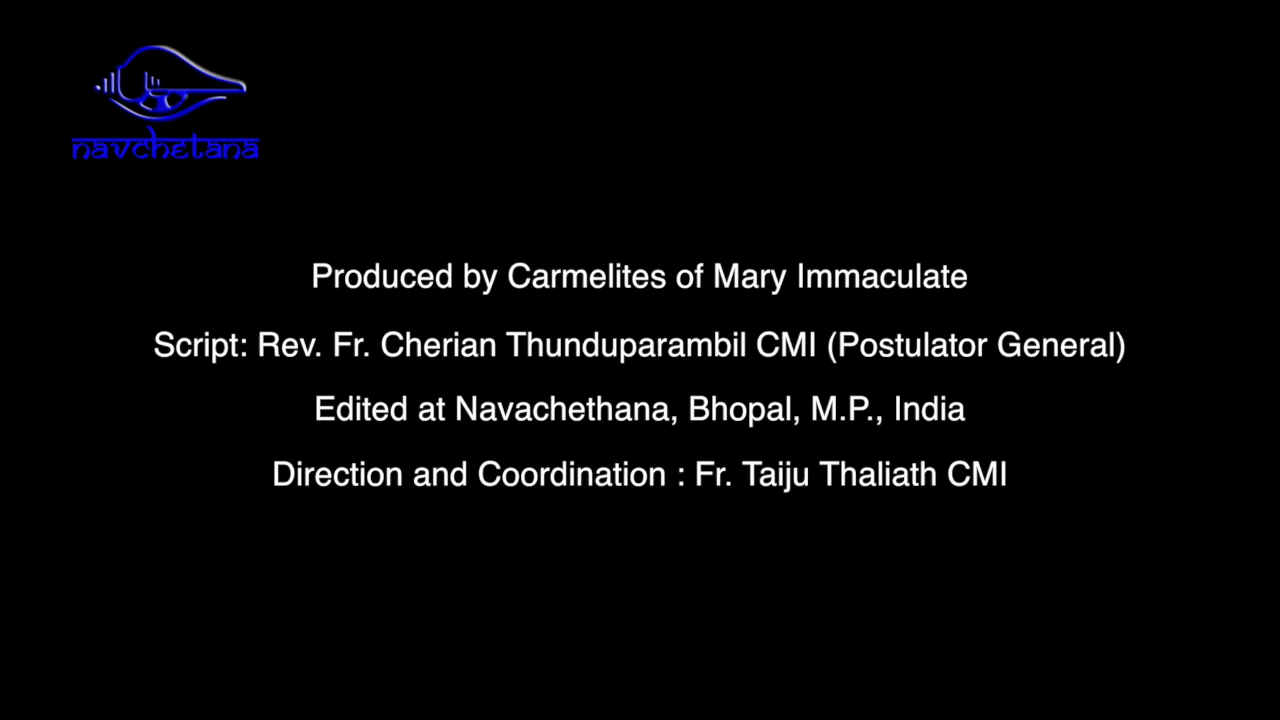 navchetana
Produced by Carmelites of Mary Immaculate
Script: Rev. Fr. Cherian Thunduparambil CMI (Postulator General)
Edited at Navachethana, Bhopal, M.P., India
Direction and Coordination : Fr. Taiju Thaliath CMI